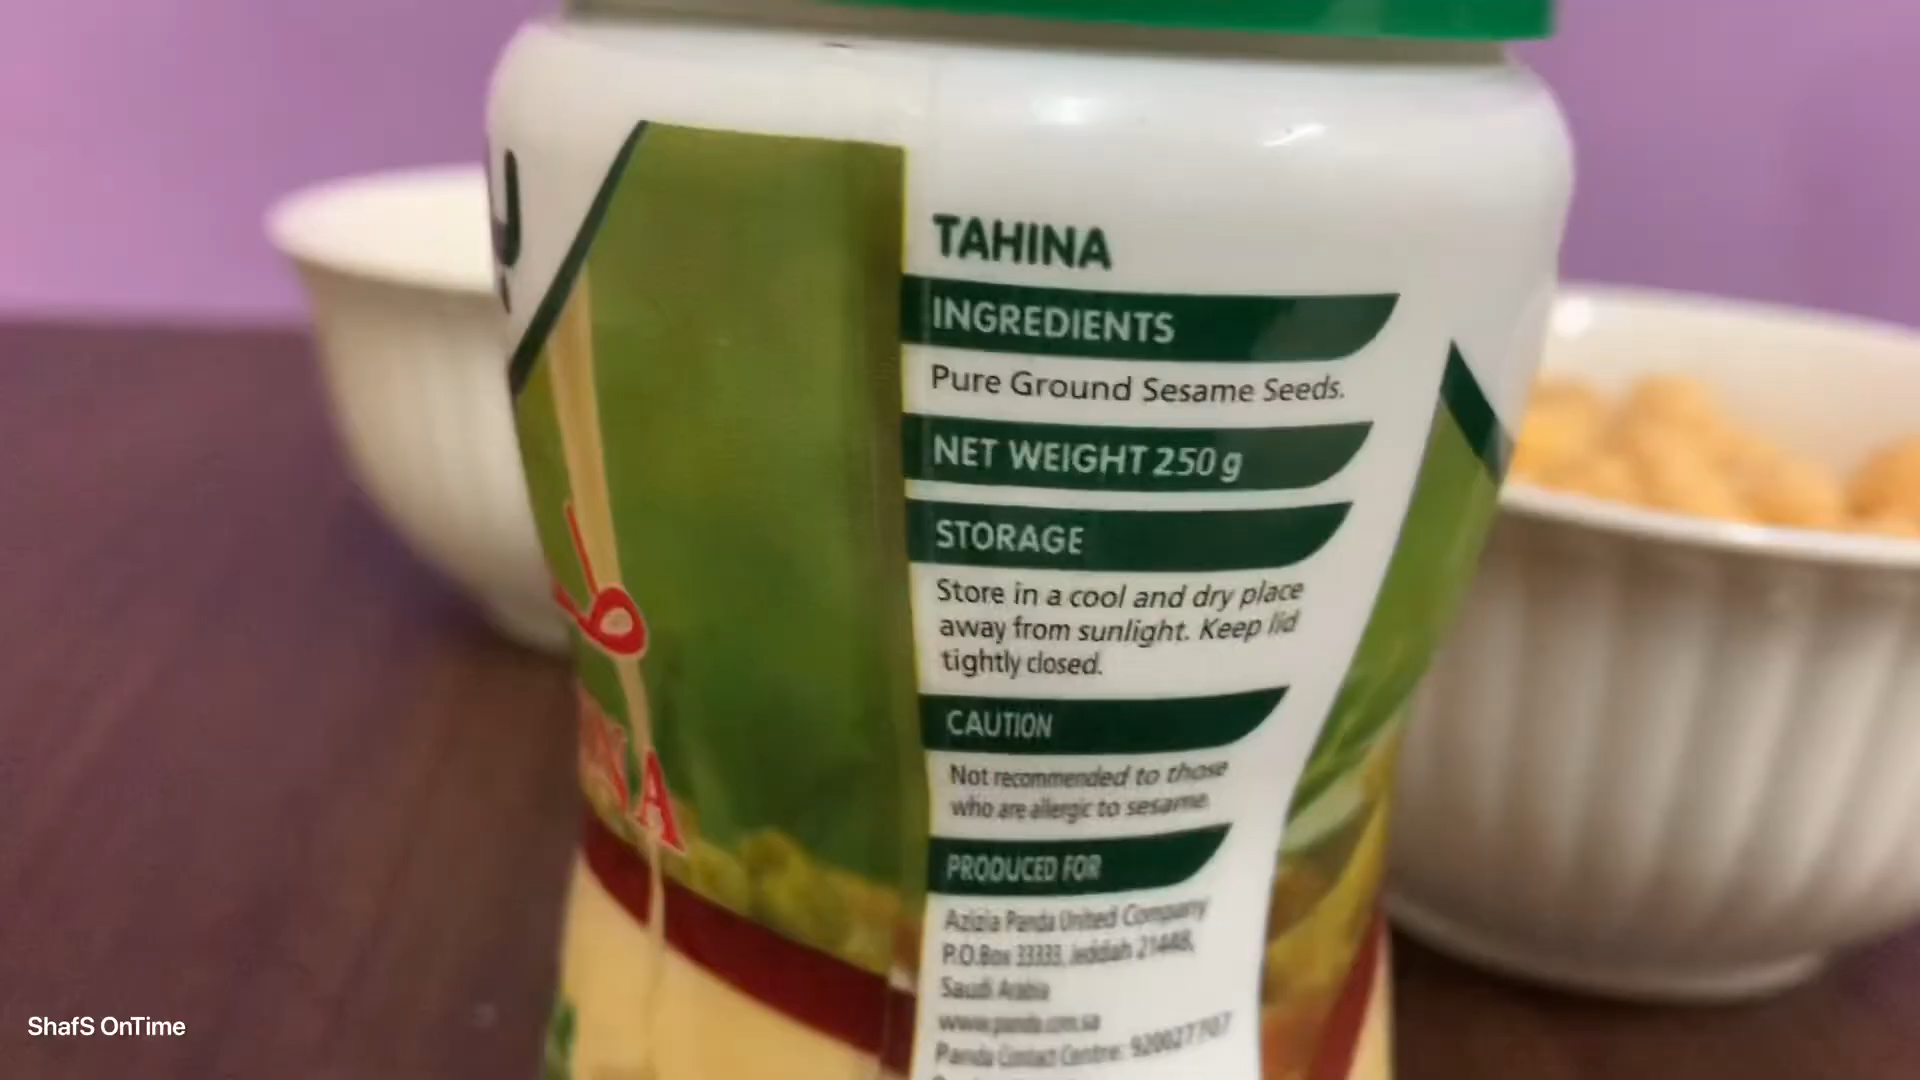 TAHINA
INGREDIENTS
Pure Ground Sesame Seeds.
NET WEIGHT 250 g
STORAGE
Store in a cool and dry place
away from sunlight. Keep lid
tightly closed.
CAUTION
Not recommended to those
who are allergic to sesame.
PRODUCED FOR
Azizia Panda United Company
P.O.Box 33333, Jeddah 21448,
Saudi Arabia
www.panda.com.sa
Panda Contact Centre: 920027707
ط
NA
ShafS OnTime